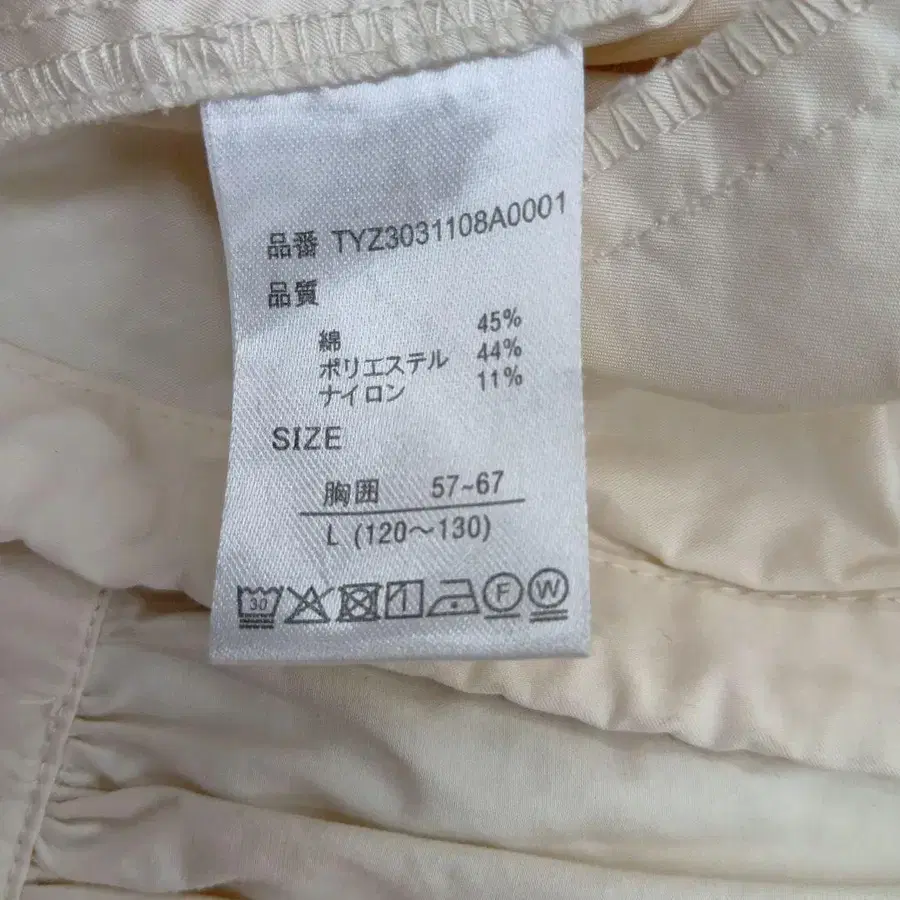 品番 TYZ3031108A0001
品質
綿 45%
ポリエステル 44%
ナイロン 11%
SIZE
胸囲 57~67
L (120～130)
30 F W